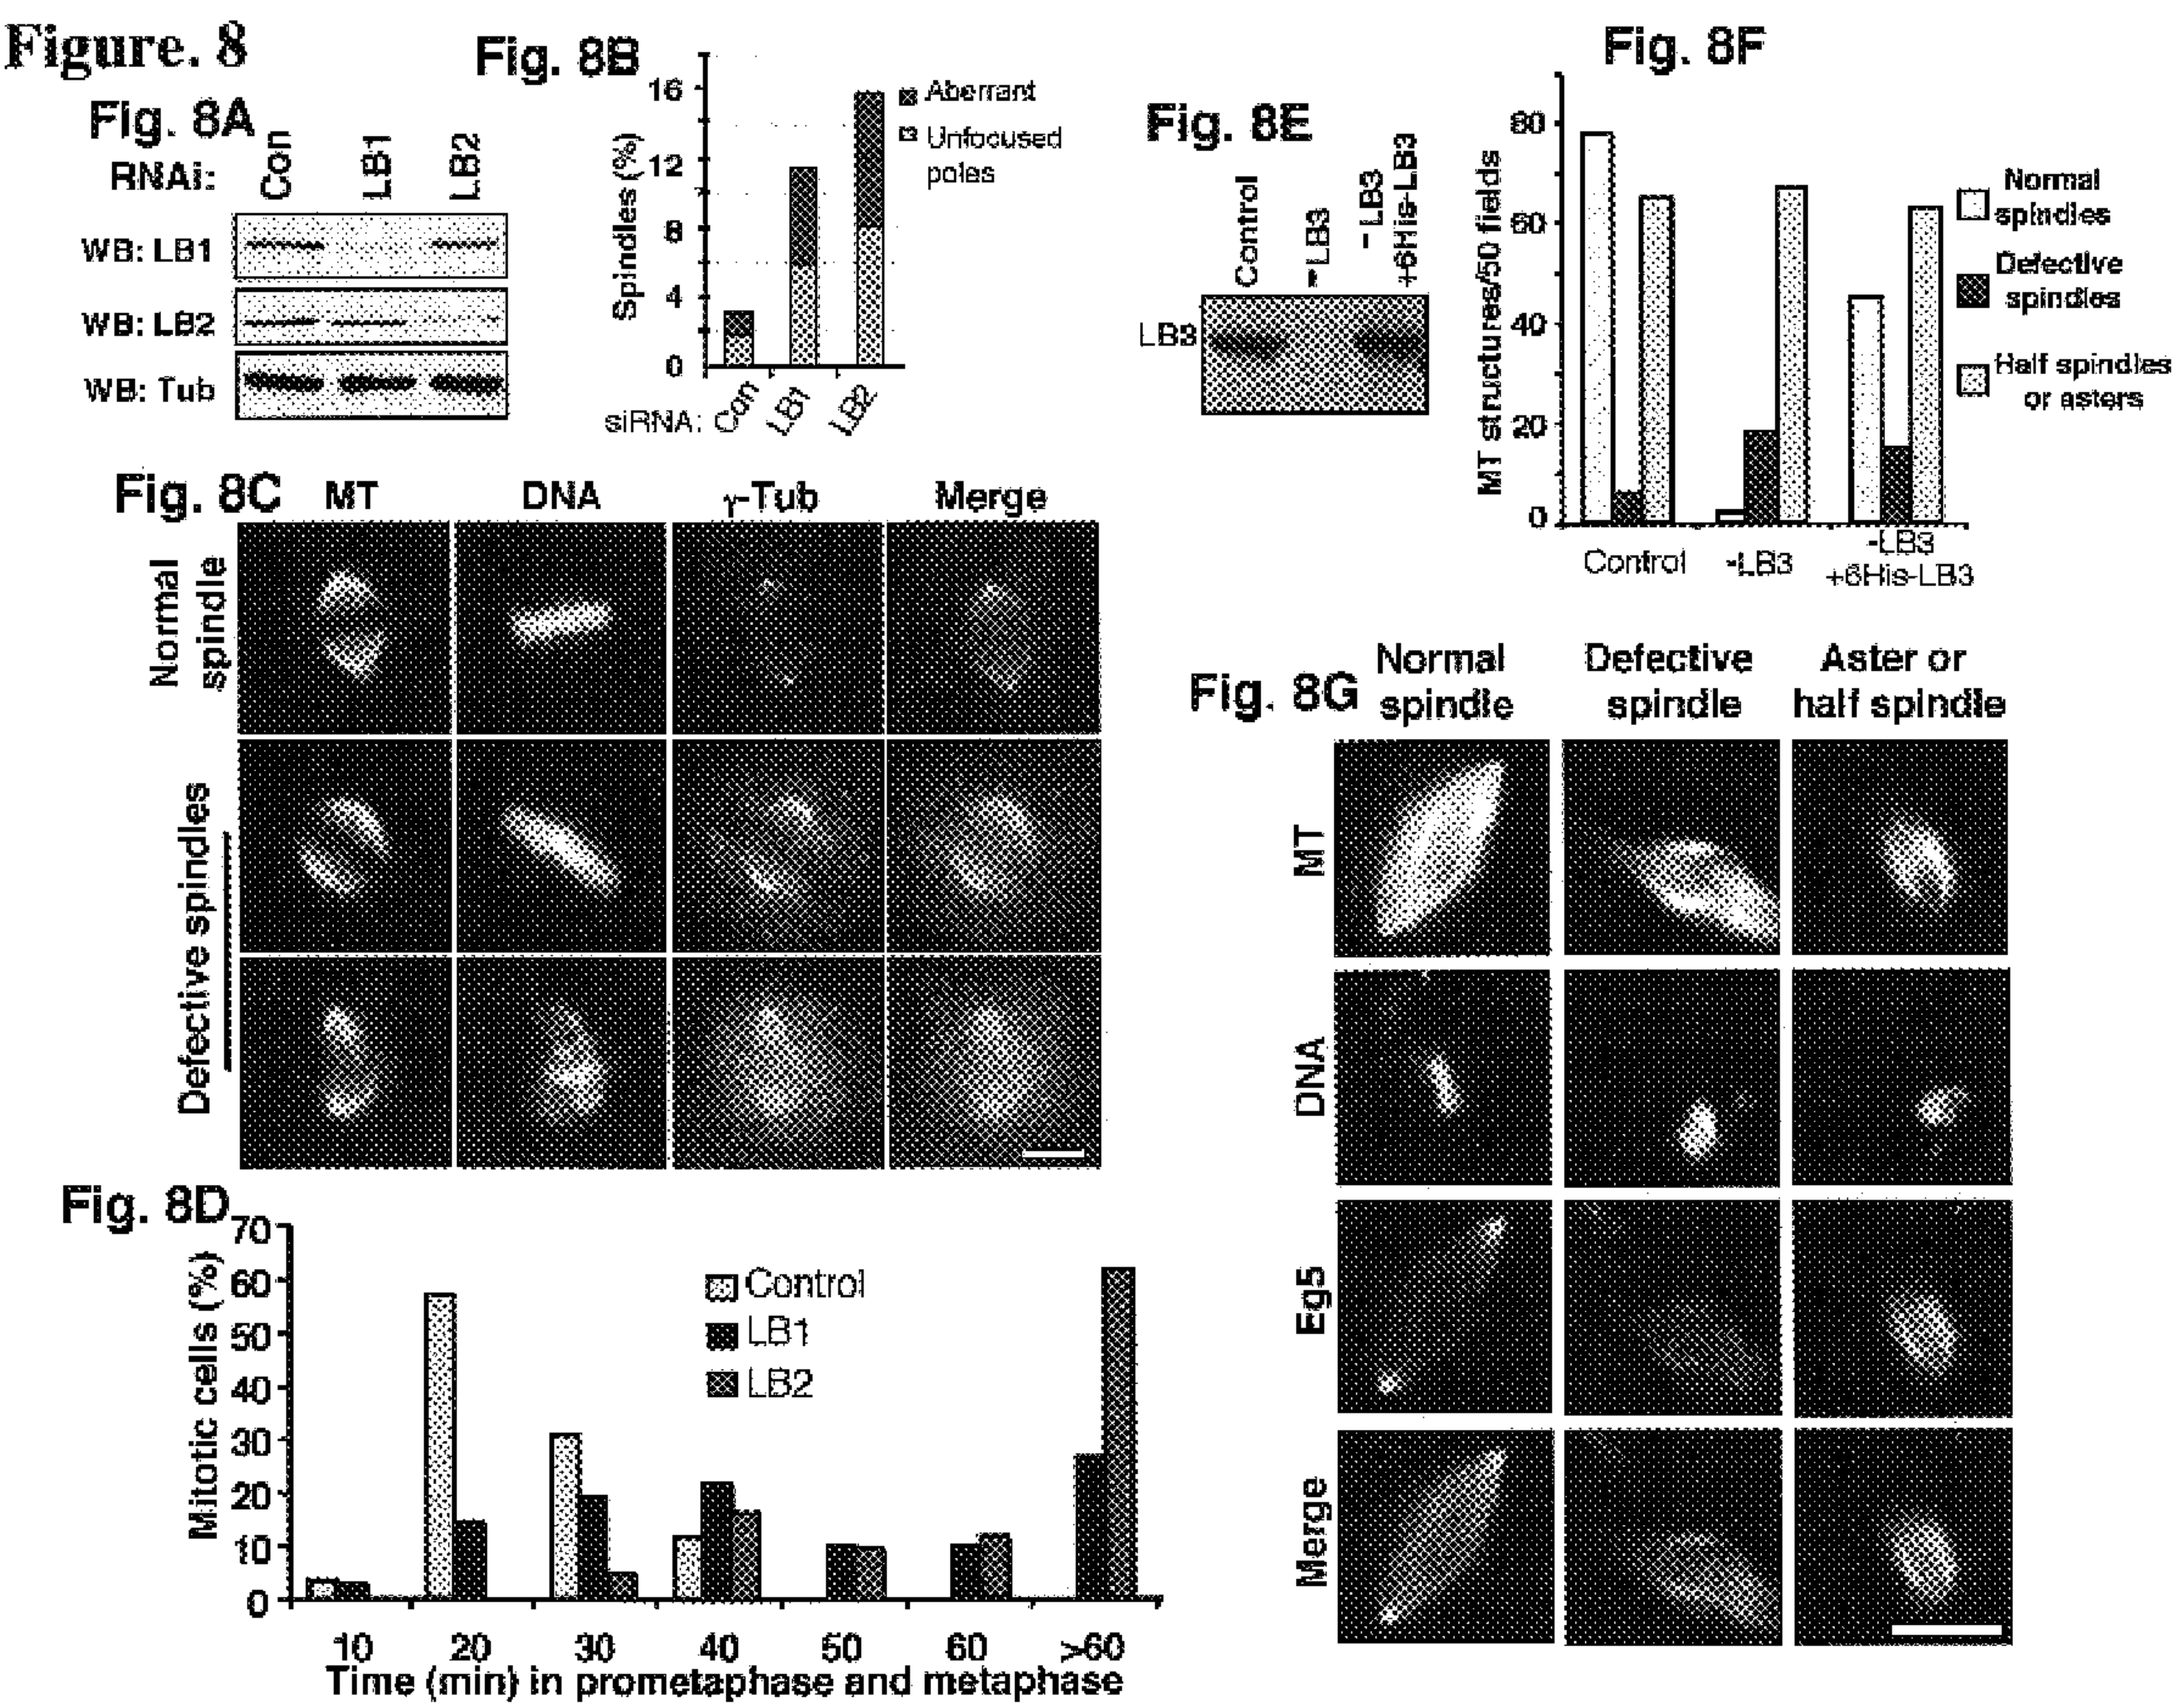 Figure. 8
Fig. 8A
RNAi:
Con
LB1
LB2
WB: LB1
WB: LB2
WB: Tub
Fig. 8B
Spindles (%)
16
12
8
4
0
Aberrant
Unfocused
poles
siRNA:
Con
LB1
LB2
Fig. 8C
MT
DNA
γ-Tub
Merge
Normal
spindle
Defective spindles
Fig. 8D
Mitotic cells (%)
70
60
50
40
30
20
10
0
Control
LB1
LB2
10 20 30 40 50 60 >60
Time (min) in prometaphase and metaphase
Fig. 8E
Control
-LB3
-LB3
+6His-LB3
LB3
Fig. 8F
MT structures/50 fields
80
60
40
20
0
Normal
spindles
Defective
spindles
Half spindles
or asters
Control
-LB3
-LB3
+6His-LB3
Fig. 8G
Normal
spindle
Defective
spindle
Aster or
half spindle
MT
DNA
Eg5
Merge